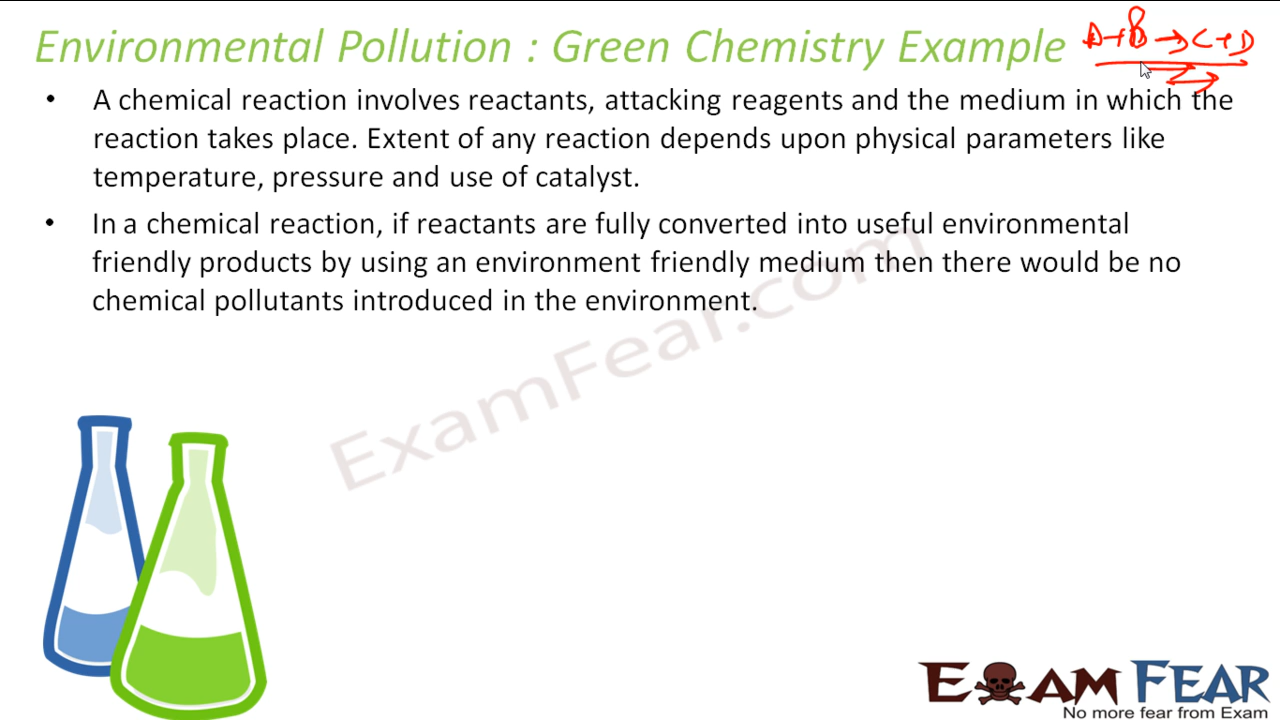 Environmental Pollution : Green Chemistry Example
A+B → C+D
• A chemical reaction involves reactants, attacking reagents and the medium in which the
reaction takes place. Extent of any reaction depends upon physical parameters like
temperature, pressure and use of catalyst.
• In a chemical reaction, if reactants are fully converted into useful environmental
friendly products by using an environment friendly medium then there would be no
chemical pollutants introduced in the environment.
ExamFear.com
EXAM FEAR
No more fear from Exam